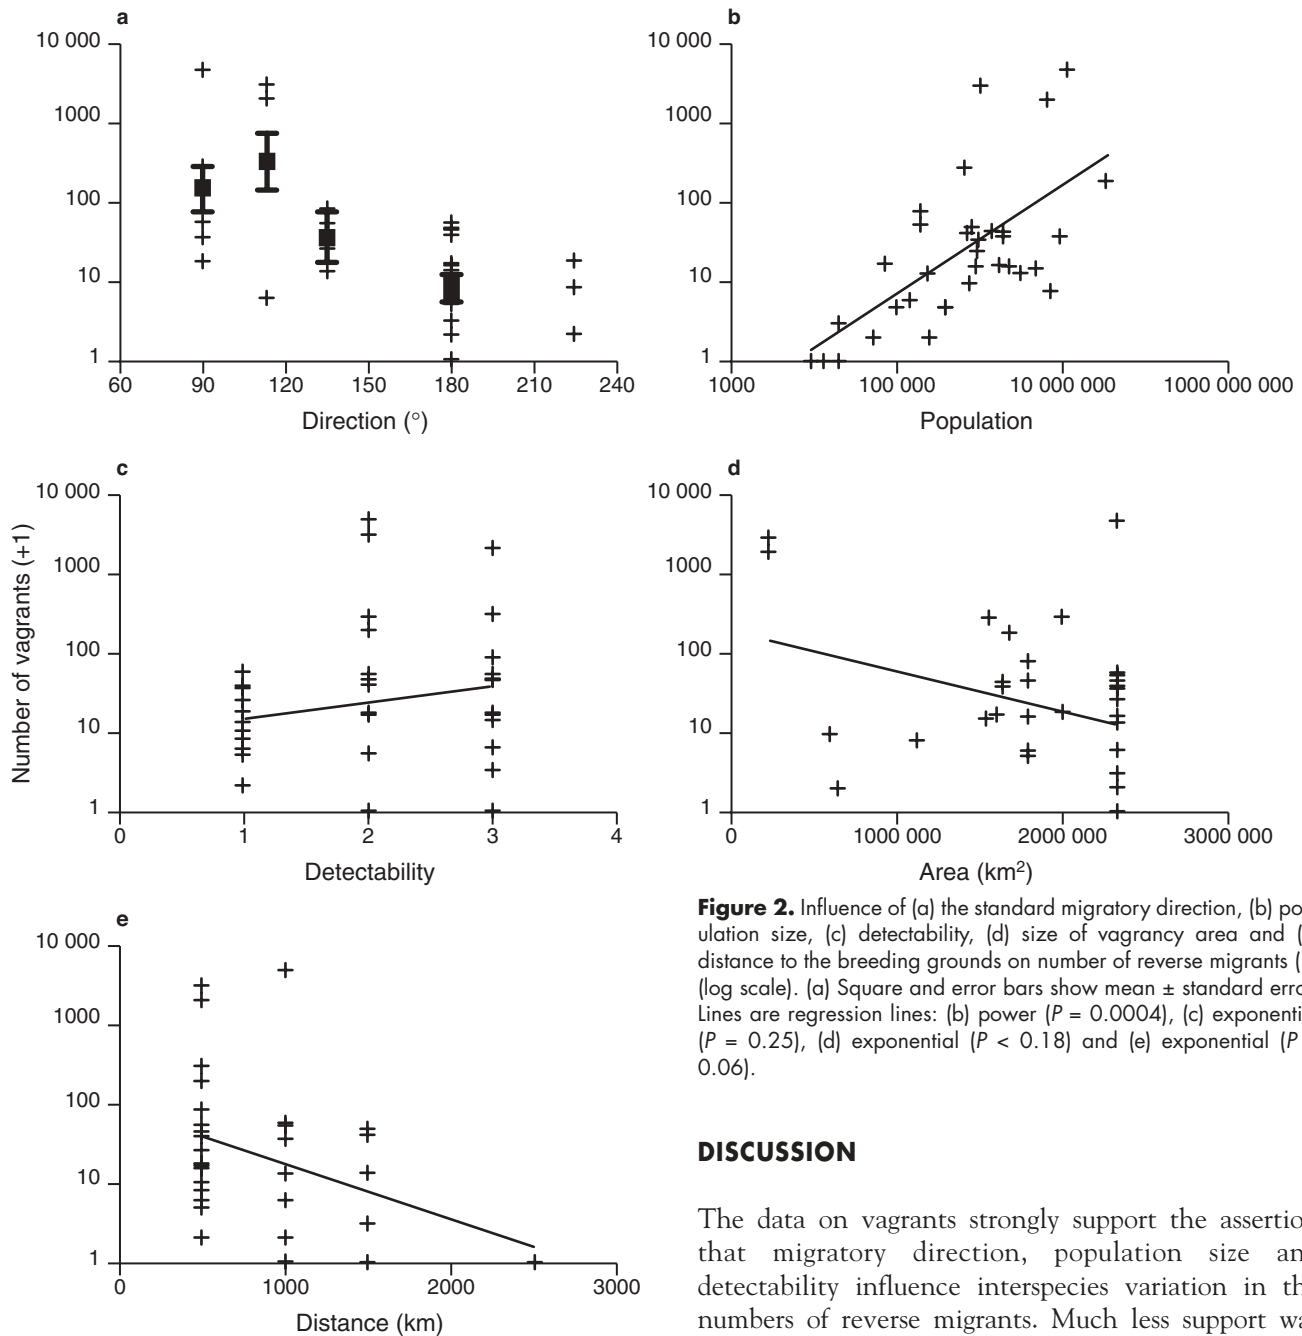 a
10 000
1000
100
10
1
60 90 120 150 180 210 240
Direction (°)
b
10 000
1000
100
10
1
1000 100 000 10 000 000 1000 000 000
Population
Number of vagrants (+1)
c
10 000
1000
100
10
1
0 1 2 3 4
Detectability
d
10 000
1000
100
10
1
0 1000 000 2000 000 3000 000
Area (km²)
e
10 000
1000
100
10
1
0 1000 2000 3000
Distance (km)
Figure 2. Influence of (a) the standard migratory direction, (b) po
ulation size, (c) detectability, (d) size of vagrancy area and (
distance to the breeding grounds on number of reverse migrants (
(log scale). (a) Square and error bars show mean ± standard erro
Lines are regression lines: (b) power (P = 0.0004), (c) exponenti
(P = 0.25), (d) exponential (P < 0.18) and (e) exponential (P
0.06).
DISCUSSION
The data on vagrants strongly support the assertio
that migratory direction, population size an
detectability influence interspecies variation in th
numbers of reverse migrants. Much less support wa